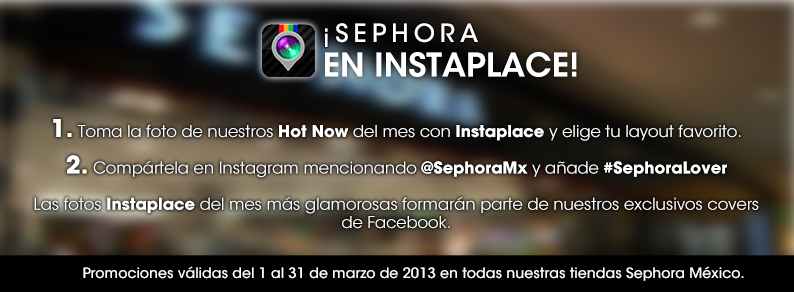 ¡SEPHORA
EN INSTAPLACE!
1. Toma la foto de nuestros Hot Now del mes con Instaplace y elige tu layout favorito.
2. Compártela en Instagram mencionando @SephoraMx y añade #SephoraLover
Las fotos Instaplace del mes más glamorosas formarán parte de nuestros exclusivos covers
de Facebook.
Promociones válidas del 1 al 31 de marzo de 2013 en todas nuestras tiendas Sephora México.